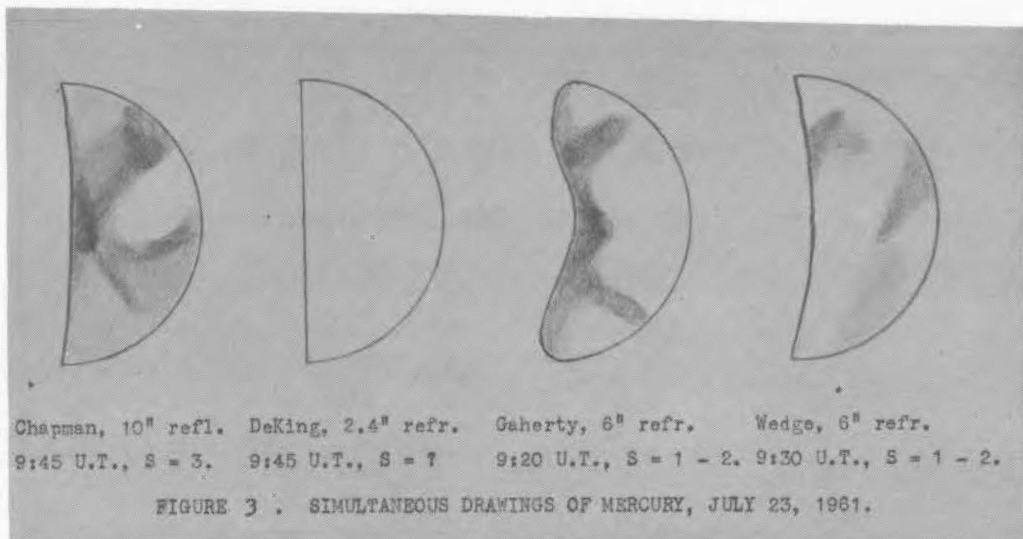 Chapman, 10" refl. DeKing, 2.4" refr. Gaherty, 6" refr. Wedge, 6" refr.
9:45 U.T., S = 3. 9:45 U.T., S = ? 9:20 U.T., S = 1 - 2. 9:30 U.T., S = 1 - 2.
FIGURE 3 . SIMULTANEOUS DRAWINGS OF MERCURY, JULY 23, 1961.